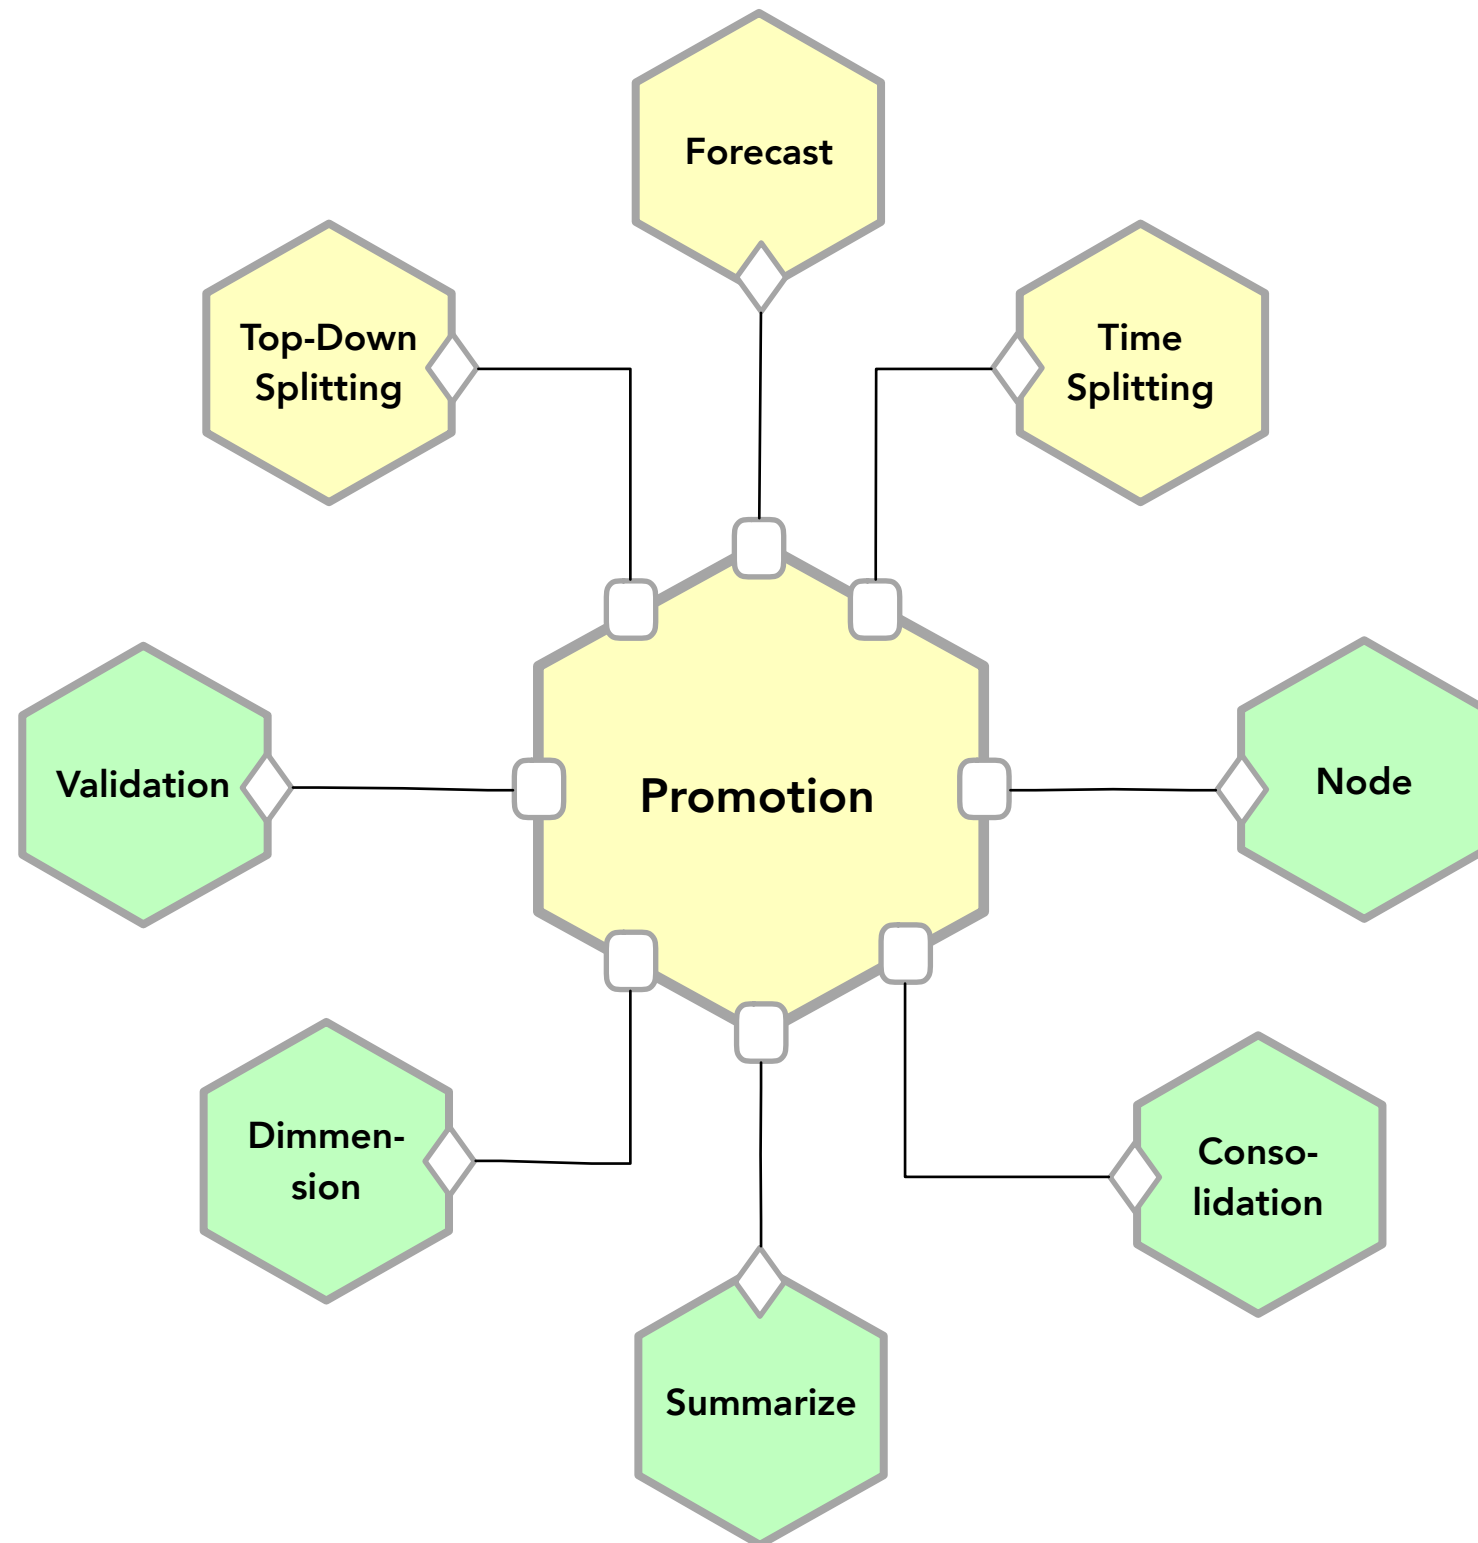 Forecast
Top-Down
Splitting
Time
Splitting
Validation
Promotion
Node
Dimmen-
sion
Conso-
lidation
Summarize